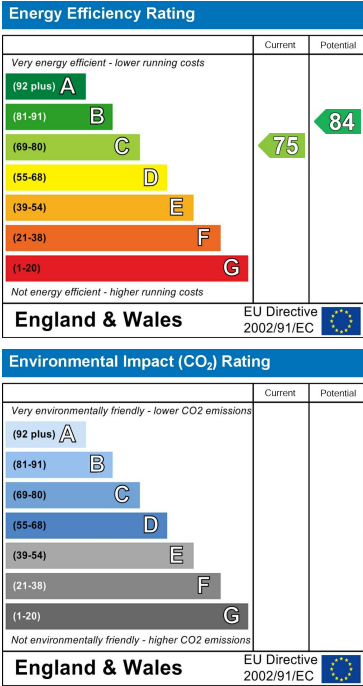 Energy Efficiency Rating
Current Potential
Very energy efficient - lower running costs
(92 plus) A
(81-91) B
84
(69-80) C
75
(55-68) D
(39-54) E
(21-38) F
(1-20) G
Not energy efficient - higher running costs
England & Wales
EU Directive
2002/91/EC
Environmental Impact (CO₂) Rating
Current Potential
Very environmentally friendly - lower CO2 emissions
(92 plus) A
(81-91) B
(69-80) C
(55-68) D
(39-54) E
(21-38) F
(1-20) G
Not environmentally friendly - higher CO2 emissions
England & Wales
EU Directive
2002/91/EC